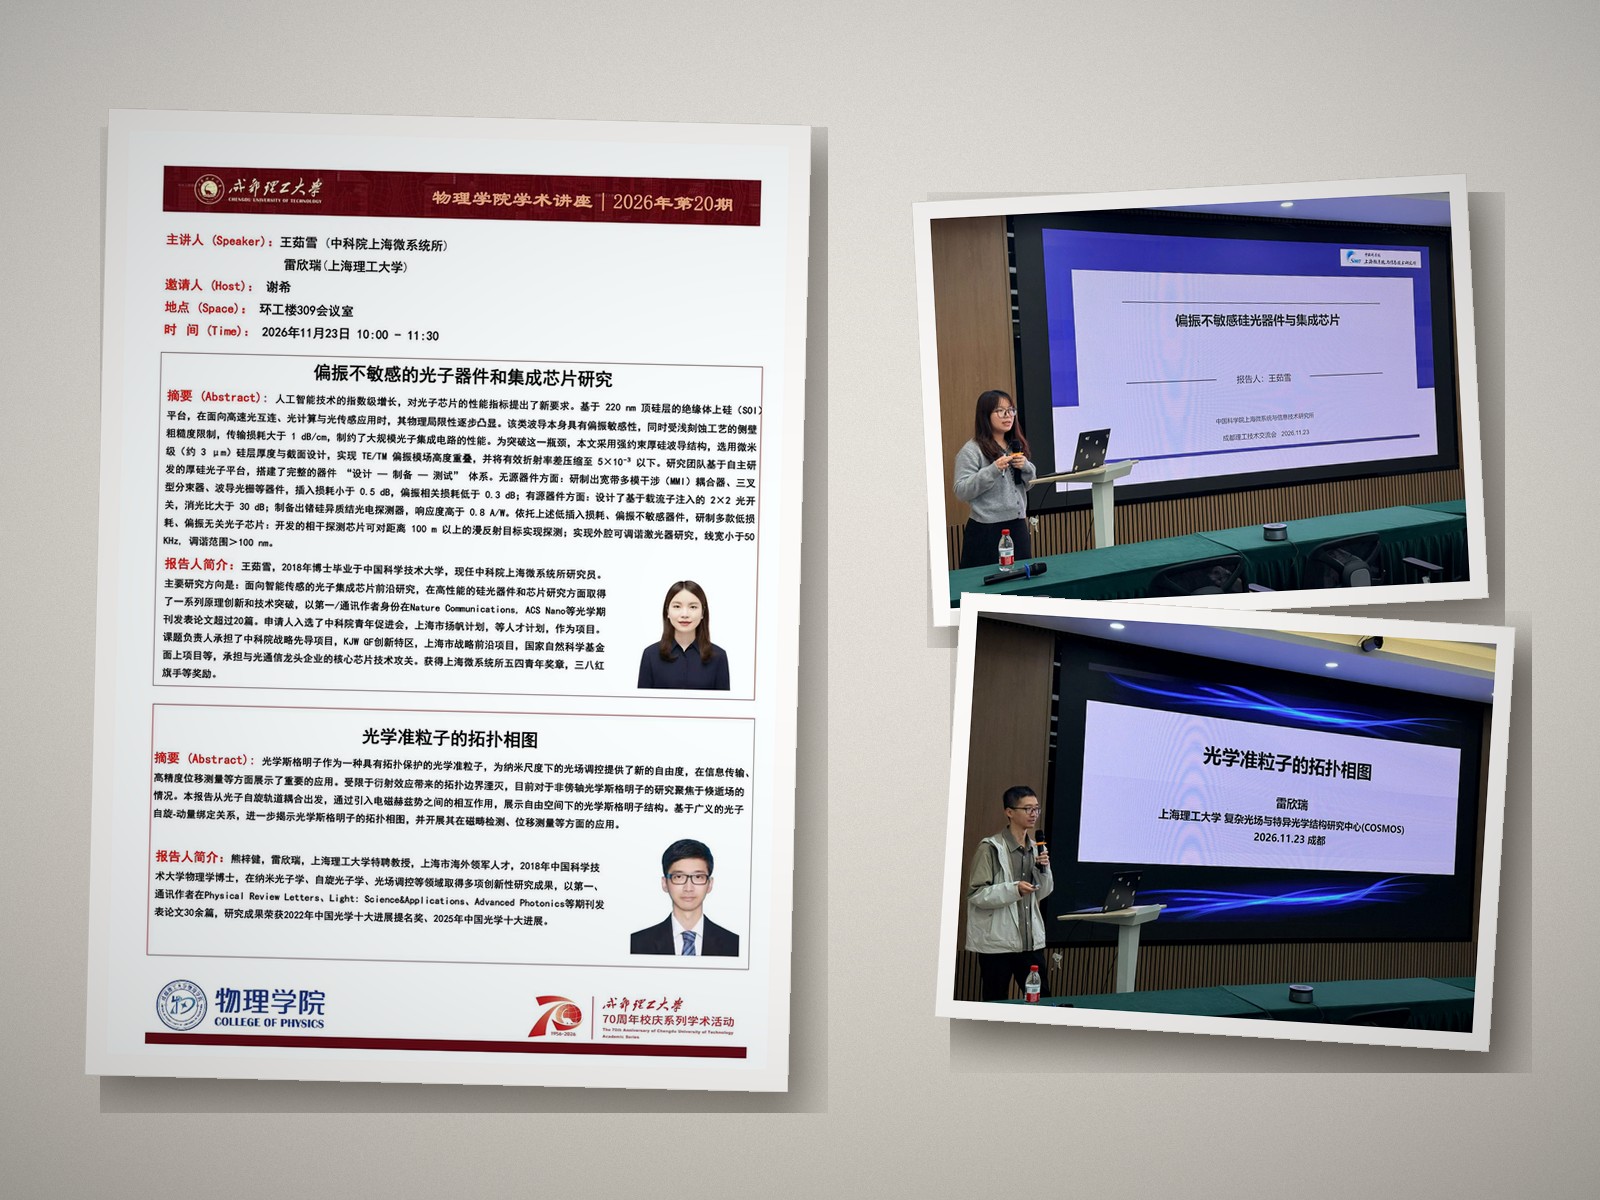 成都理工大学
CHENGDU UNIVERSITY OF TECHNOLOGY
物理学院学术讲座 | 2026年第20期
主讲人 (Speaker): 王茹雪 (中科院上海微系统所)
雷欣瑞(上海理工大学)
邀请人 (Host): 谢希
地点 (Space): 环工楼309会议室
时 间 (Time): 2026年11月23日 10:00 - 11:30
偏振不敏感的光子器件和集成芯片研究
摘要 (Abstract): 人工智能技术的指数级增长，对光子芯片的性能指标提出了新要求。基于 220 nm 顶硅层的绝缘体上硅 (SOI)
平台，在面向高速光互连、光计算与光传感应用时，其物理局限性逐步凸显。该类波导本身具有偏振敏感性，同时受浅刻蚀工艺的侧壁
粗糙度限制，传输损耗大于 1 dB/cm，制约了大规模光子集成电路的性能。为突破这一瓶颈，本文采用强约束厚硅波导结构，选用微米
级（约 3 μm）硅层厚度与截面设计，实现 TE/TM 偏振模场高度重叠，并将有效折射率差压缩至 5×10⁻³ 以下。研究团队基于自主研
发的厚硅光子平台，搭建了完整的器件 “设计 — 制备 — 测试” 体系。无源器件方面：研制出宽带多模干涉（MMI）耦合器、三叉
型分束器、波导光栅等器件，插入损耗小于 0.5 dB，偏振相关损耗低于 0.3 dB；有源器件方面：设计了基于载流子注入的 2×2 光开
关，消光比大于 30 dB；制备出锗硅异质结光电探测器，响应度高于 0.8 A/W。依托上述低插入损耗、偏振不敏感器件，研制多款低损
耗、偏振无关光子芯片：开发的相干探测芯片可对距离 100 m 以上的漫反射目标实现探测；实现外腔可调谐激光器研究，线宽小于50
KHz，调谐范围＞100 nm。
报告人简介：王茹雪，2018年博士毕业于中国科学技术大学，现任中科院上海微系统所研究员。
主要研究方向是：面向智能传感的光子集成芯片前沿研究，在高性能的硅光器件和芯片研究方面取得
了一系列原理创新和技术突破，以第一/通讯作者身份在Nature Communications, ACS Nano等光学期
刊发表论文超过20篇。申请人入选了中科院青年促进会，上海市扬帆计划，等人才计划，作为项目。
课题负责人承担了中科院战略先导项目，KJW GF创新特区，上海市战略前沿项目，国家自然科学基金
面上项目等，承担与光通信龙头企业的核心芯片技术攻关。获得上海微系统所五四青年奖章，三八红
旗手等奖励。
光学准粒子的拓扑相图
摘要 (Abstract): 光学斯格明子作为一种具有拓扑保护的光学准粒子，为纳米尺度下的光场调控提供了新的自由度，在信息传输、
高精度位移测量等方面展示了重要的应用。受限于衍射效应带来的拓扑边界湮灭，目前对于非傍轴光学斯格明子的研究聚焦于倏逝场的
情况。本报告从光子自旋轨道耦合出发，通过引入电磁赫兹势之间的相互作用，展示自由空间下的光学斯格明子结构。基于广义的光子
自旋-动量绑定关系，进一步揭示光学斯格明子的拓扑相图，并开展其在磁畴检测、位移测量等方面的应用。
报告人简介：熊梓健，雷欣瑞，上海理工大学特聘教授，上海市海外领军人才，2018年中国科学技
术大学物理学博士，在纳米光子学、自旋光子学、光场调控等领域取得多项创新性研究成果，以第一、
通讯作者在Physical Review Letters、Light: Science&Applications、Advanced Photonics等期刊发
表论文30余篇，研究成果荣获2022年中国光学十大进展提名奖、2025年中国光学十大进展。
物理学院
COLLEGE OF PHYSICS
70
1956-2026
成都理工大学
70周年校庆系列学术活动
The 70th Anniversary of Chengdu University of Technology
Academic Series
偏振不敏感硅光器件与集成芯片
报告人：王茹雪
中国科学院上海微系统与信息技术研究所
成都理工技术交流会 2026.11.23
光学准粒子的拓扑相图
雷欣瑞
上海理工大学 复杂光场与特异光学结构研究中心(COSMOS)
2026.11.23 成都